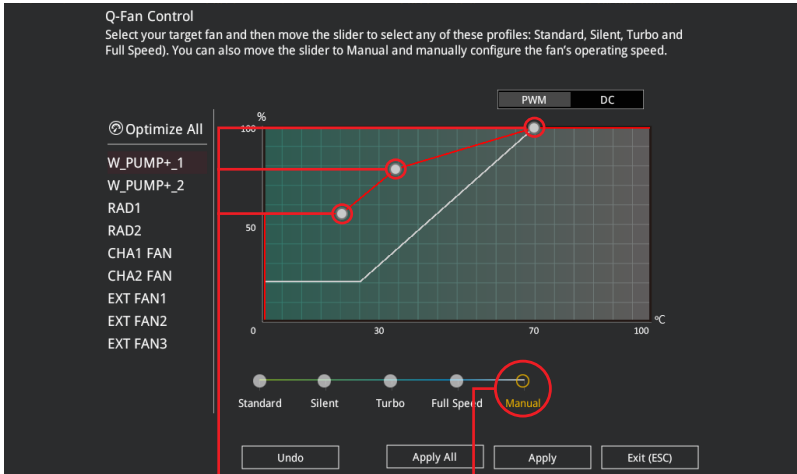 Q-Fan Control
Select your target fan and then move the slider to select any of these profiles: Standard, Silent, Turbo and
Full Speed). You can also move the slider to Manual and manually configure the fan's operating speed.
PWM DC
Optimize All
%
100
W_PUMP+_1
W_PUMP+_2
RAD1
RAD2
50
CHA1 FAN
CHA2 FAN
EXT FAN1
EXT FAN2
EXT FAN3
ºC
0 30 70 100
Standard Silent Turbo Full Speed Manual
Undo Apply All Apply Exit (ESC)